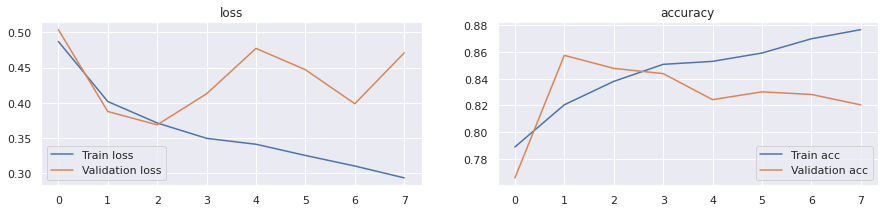 loss
0.50
0.45
0.40
0.35
0.30
Train loss
Validation loss
0 1 2 3 4 5 6 7
accuracy
0.88
0.86
0.84
0.82
0.80
0.78
Train acc
Validation acc
0 1 2 3 4 5 6 7